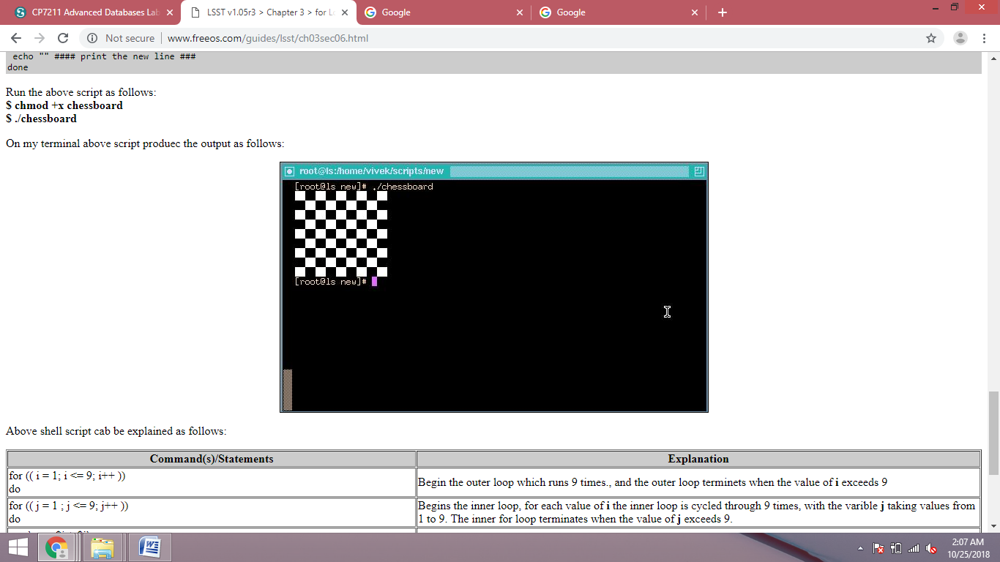 CP7211 Advanced Databases Lab
LSST v1.05r3 > Chapter 3 > for Lo
Google
Google
Not secure | www.freeos.com/guides/lsst/ch03sec06.html
echo "" #### print the new line ###
done
Run the above script as follows:
$ chmod +x chessboard
$ ./chessboard
On my terminal above script produec the output as follows:
root@ls:/home/vivek/scripts/new
[root@ls new]# ./chessboard
[root@ls new]#
Above shell script cab be explained as follows:
Command(s)/Statements
Explanation
for (( i = 1; i <= 9; i++ ))
do
Begin the outer loop which runs 9 times., and the outer loop terminets when the value of i exceeds 9
for (( j = 1 ; j <= 9; j++ ))
do
Begins the inner loop, for each value of i the inner loop is cycled through 9 times, with the varible j taking values from
1 to 9. The inner for loop terminates when the value of j exceeds 9.
2:07 AM
10/25/2018